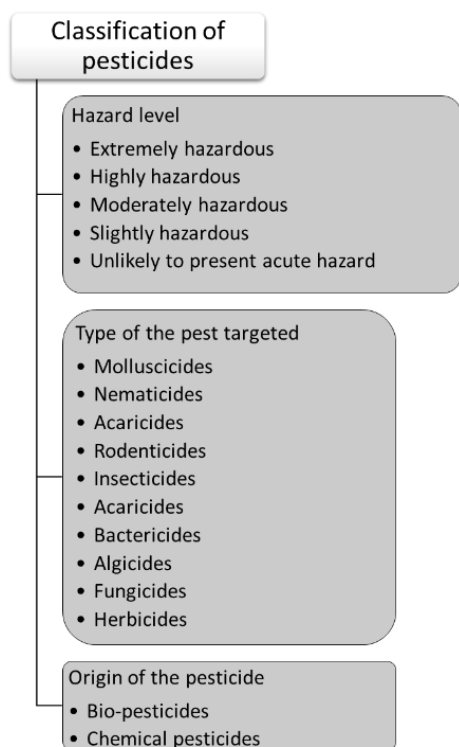 Classification of
pesticides
Hazard level
• Extremely hazardous
• Highly hazardous
• Moderately hazardous
• Slightly hazardous
• Unlikely to present acute hazard
Type of the pest targeted
• Molluscicides
• Nematicides
• Acaricides
• Rodenticides
• Insecticides
• Acaricides
• Bactericides
• Algicides
• Fungicides
• Herbicides
Origin of the pesticide
• Bio-pesticides
• Chemical pesticides